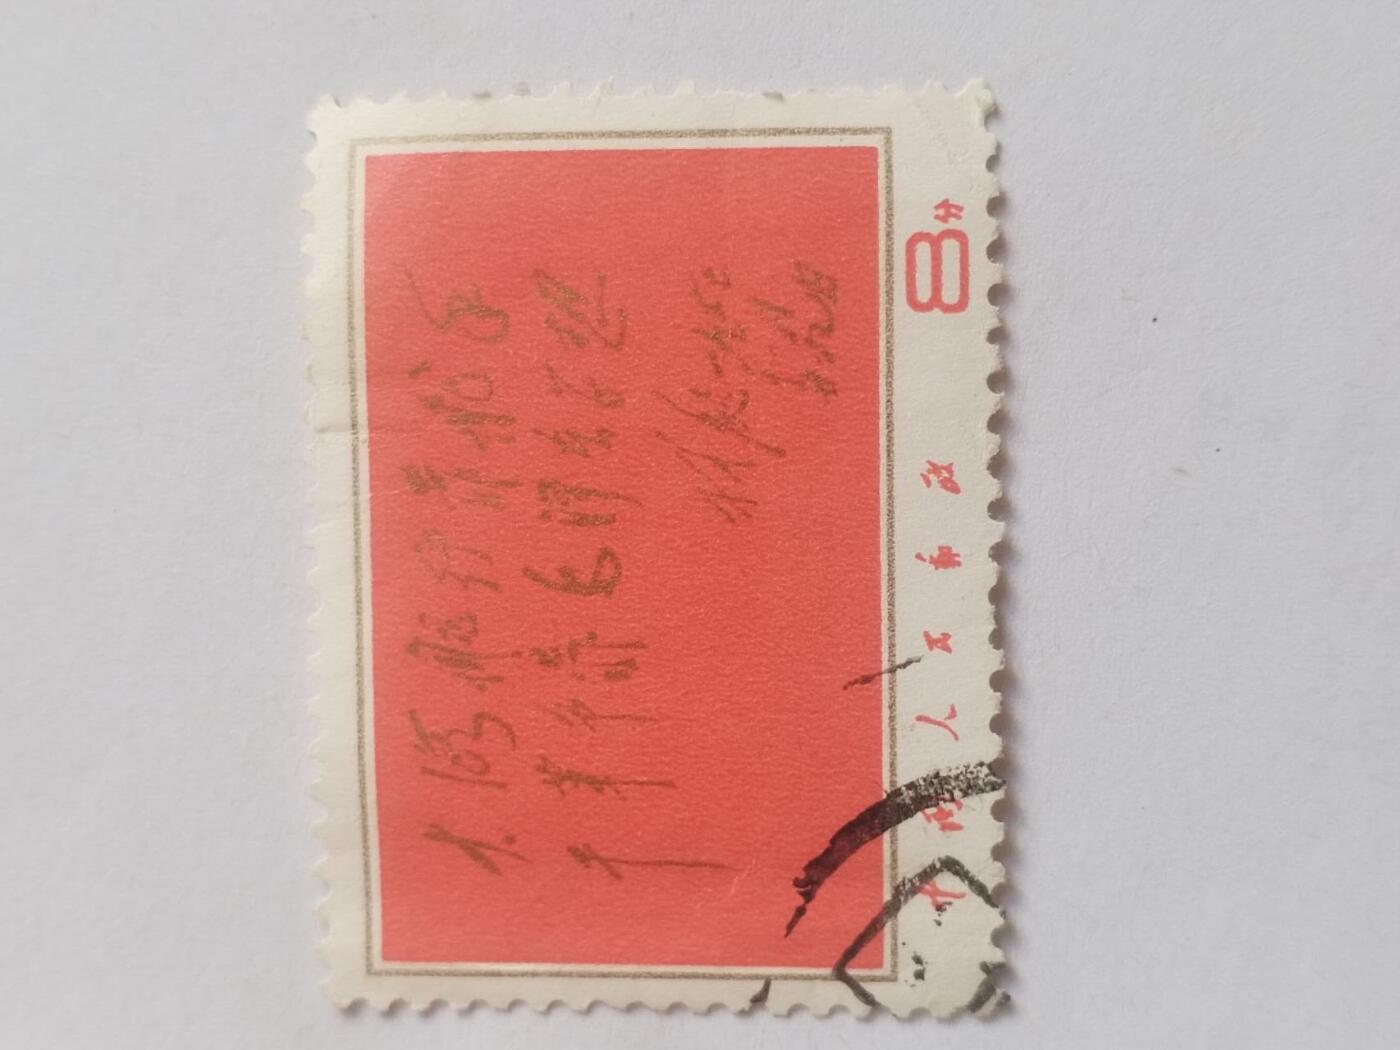 大海航行靠舵手
干革命靠毛泽东思想
林彪
中国人民邮政 8分